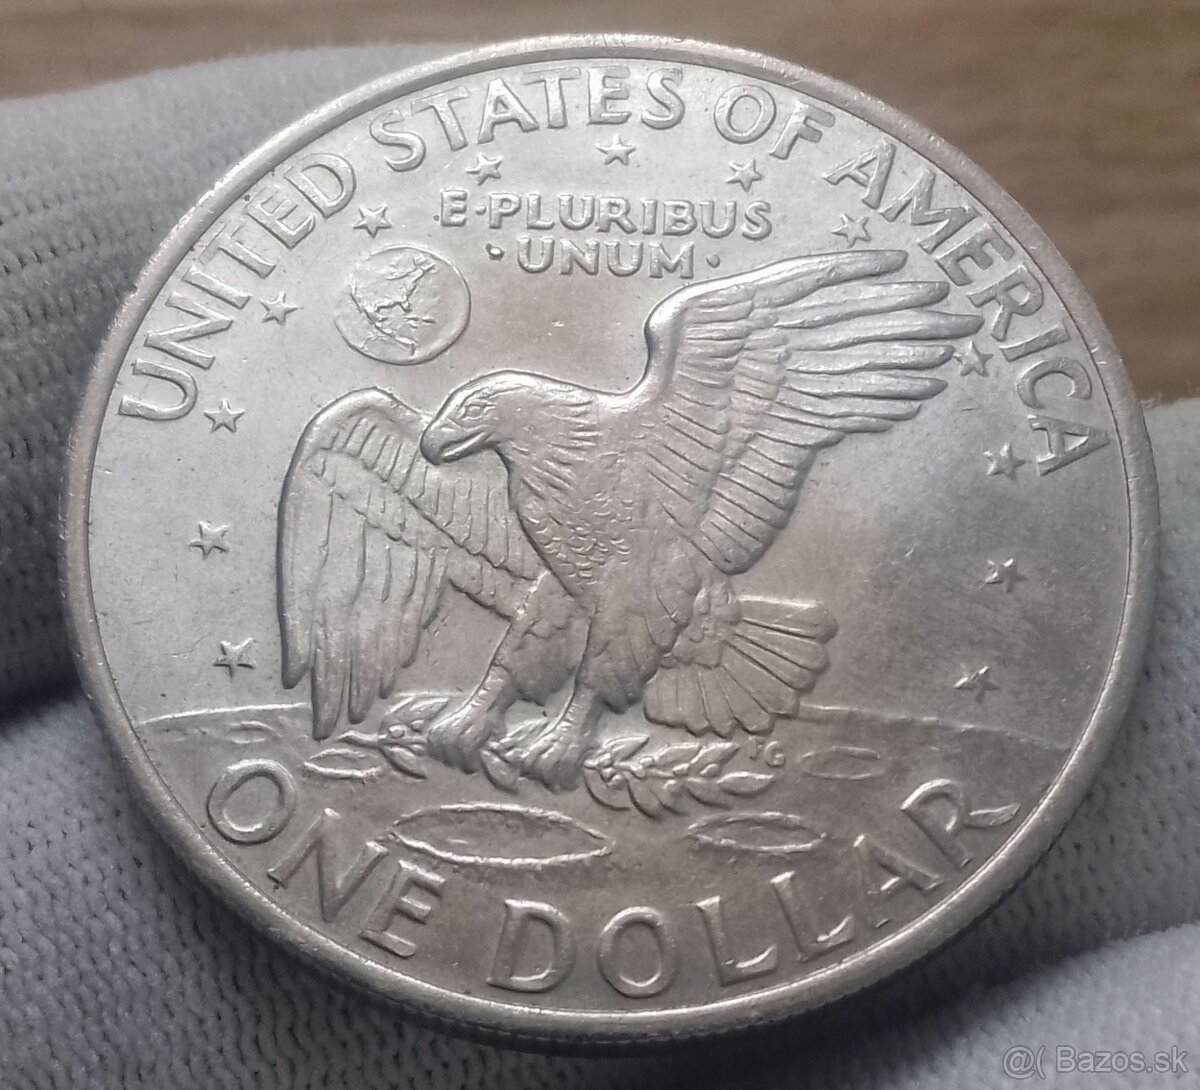 UNITED STATES OF AMERICA
E·PLURIBUS
·UNUM·
FG
ONE DOLLAR
@( Bazos.sk